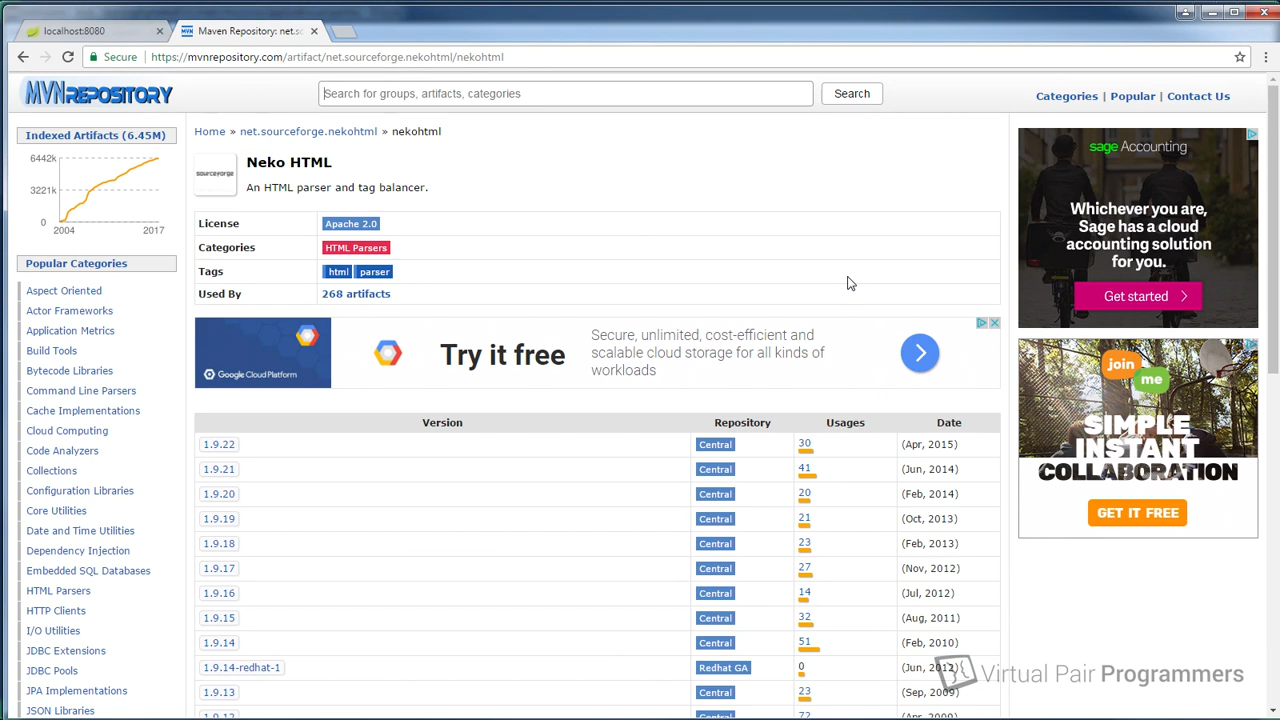 localhost:8080
MVN Maven Repository: net.so
Secure https://mvnrepository.com/artifact/net.sourceforge.nekohtml/nekohtml
MVNREPOSITORY
Search for groups, artifacts, categories
Search
Categories | Popular | Contact Us
Indexed Artifacts (6.45M)
6442k
3221k
0
2004 2017
Popular Categories
Aspect Oriented
Actor Frameworks
Application Metrics
Build Tools
Bytecode Libraries
Command Line Parsers
Cache Implementations
Cloud Computing
Code Analyzers
Collections
Configuration Libraries
Core Utilities
Date and Time Utilities
Dependency Injection
Embedded SQL Databases
HTML Parsers
HTTP Clients
I/O Utilities
JDBC Extensions
JDBC Pools
JPA Implementations
JSON Libraries
Home » net.sourceforge.nekohtml » nekohtml
sourceforge
Neko HTML
An HTML parser and tag balancer.
License Apache 2.0
Categories HTML Parsers
Tags html parser
Used By 268 artifacts
Google Cloud Platform
Try it free
Secure, unlimited, cost-efficient and
scalable cloud storage for all kinds of
workloads
Version Repository Usages Date
1.9.22 Central 30 (Apr, 2015)
1.9.21 Central 41 (Jun, 2014)
1.9.20 Central 20 (Feb, 2014)
1.9.19 Central 21 (Oct, 2013)
1.9.18 Central 23 (Feb, 2013)
1.9.17 Central 27 (Nov, 2012)
1.9.16 Central 14 (Jul, 2012)
1.9.15 Central 32 (Aug, 2011)
1.9.14 Central 51 (Feb, 2010)
1.9.14-redhat-1 Redhat GA 0 (Jun, 2012)
1.9.13 Central 23 (Sep, 2009)
1.9.12 Central 72 (Apr, 2009)
sage Accounting
Whichever you are,
Sage has a cloud
accounting solution
for you.
Get started
join
me
SIMPLE
INSTANT
COLLABORATION
GET IT FREE
Virtual Pair Programmers